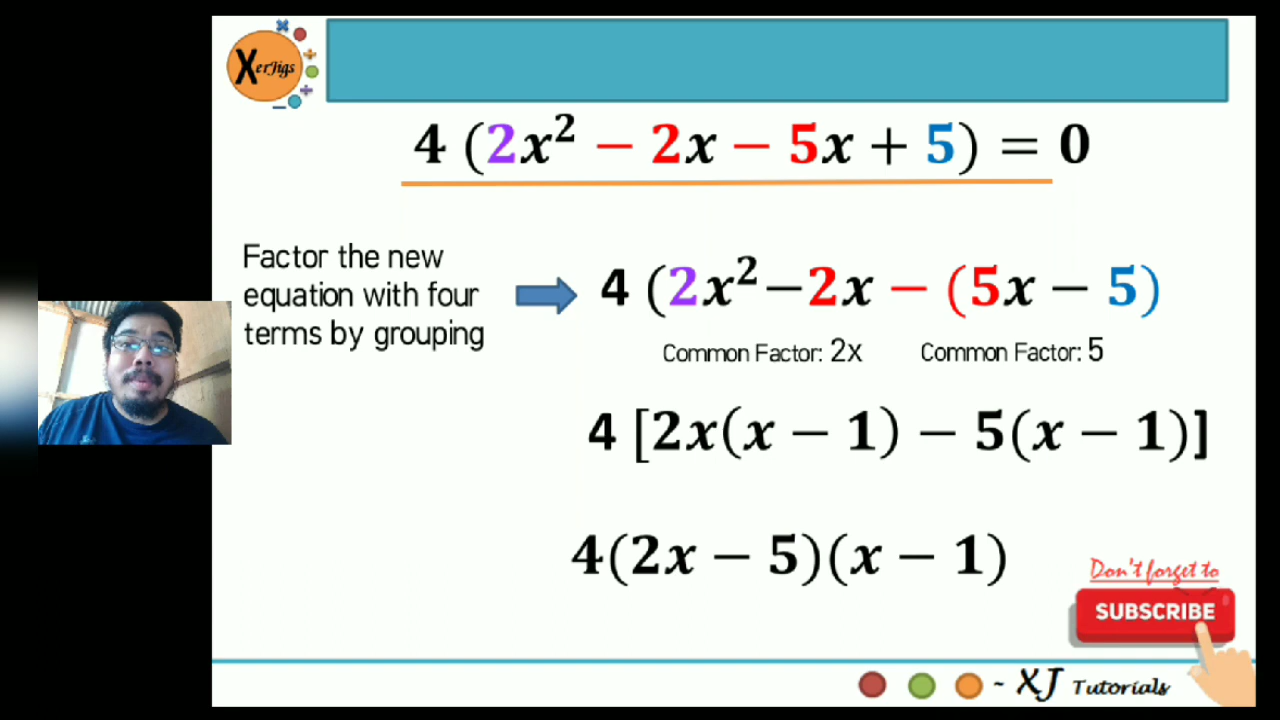 XerJigs
4 (2x² − 2x − 5x + 5) = 0
Factor the new
equation with four
terms by grouping
4 (2x² − 2x − (5x − 5)
Common Factor: 2x
Common Factor: 5
4 [2x(x − 1) − 5(x − 1)]
4(2x − 5)(x − 1)
Don't forget to
SUBSCRIBE
~ XJ Tutorials